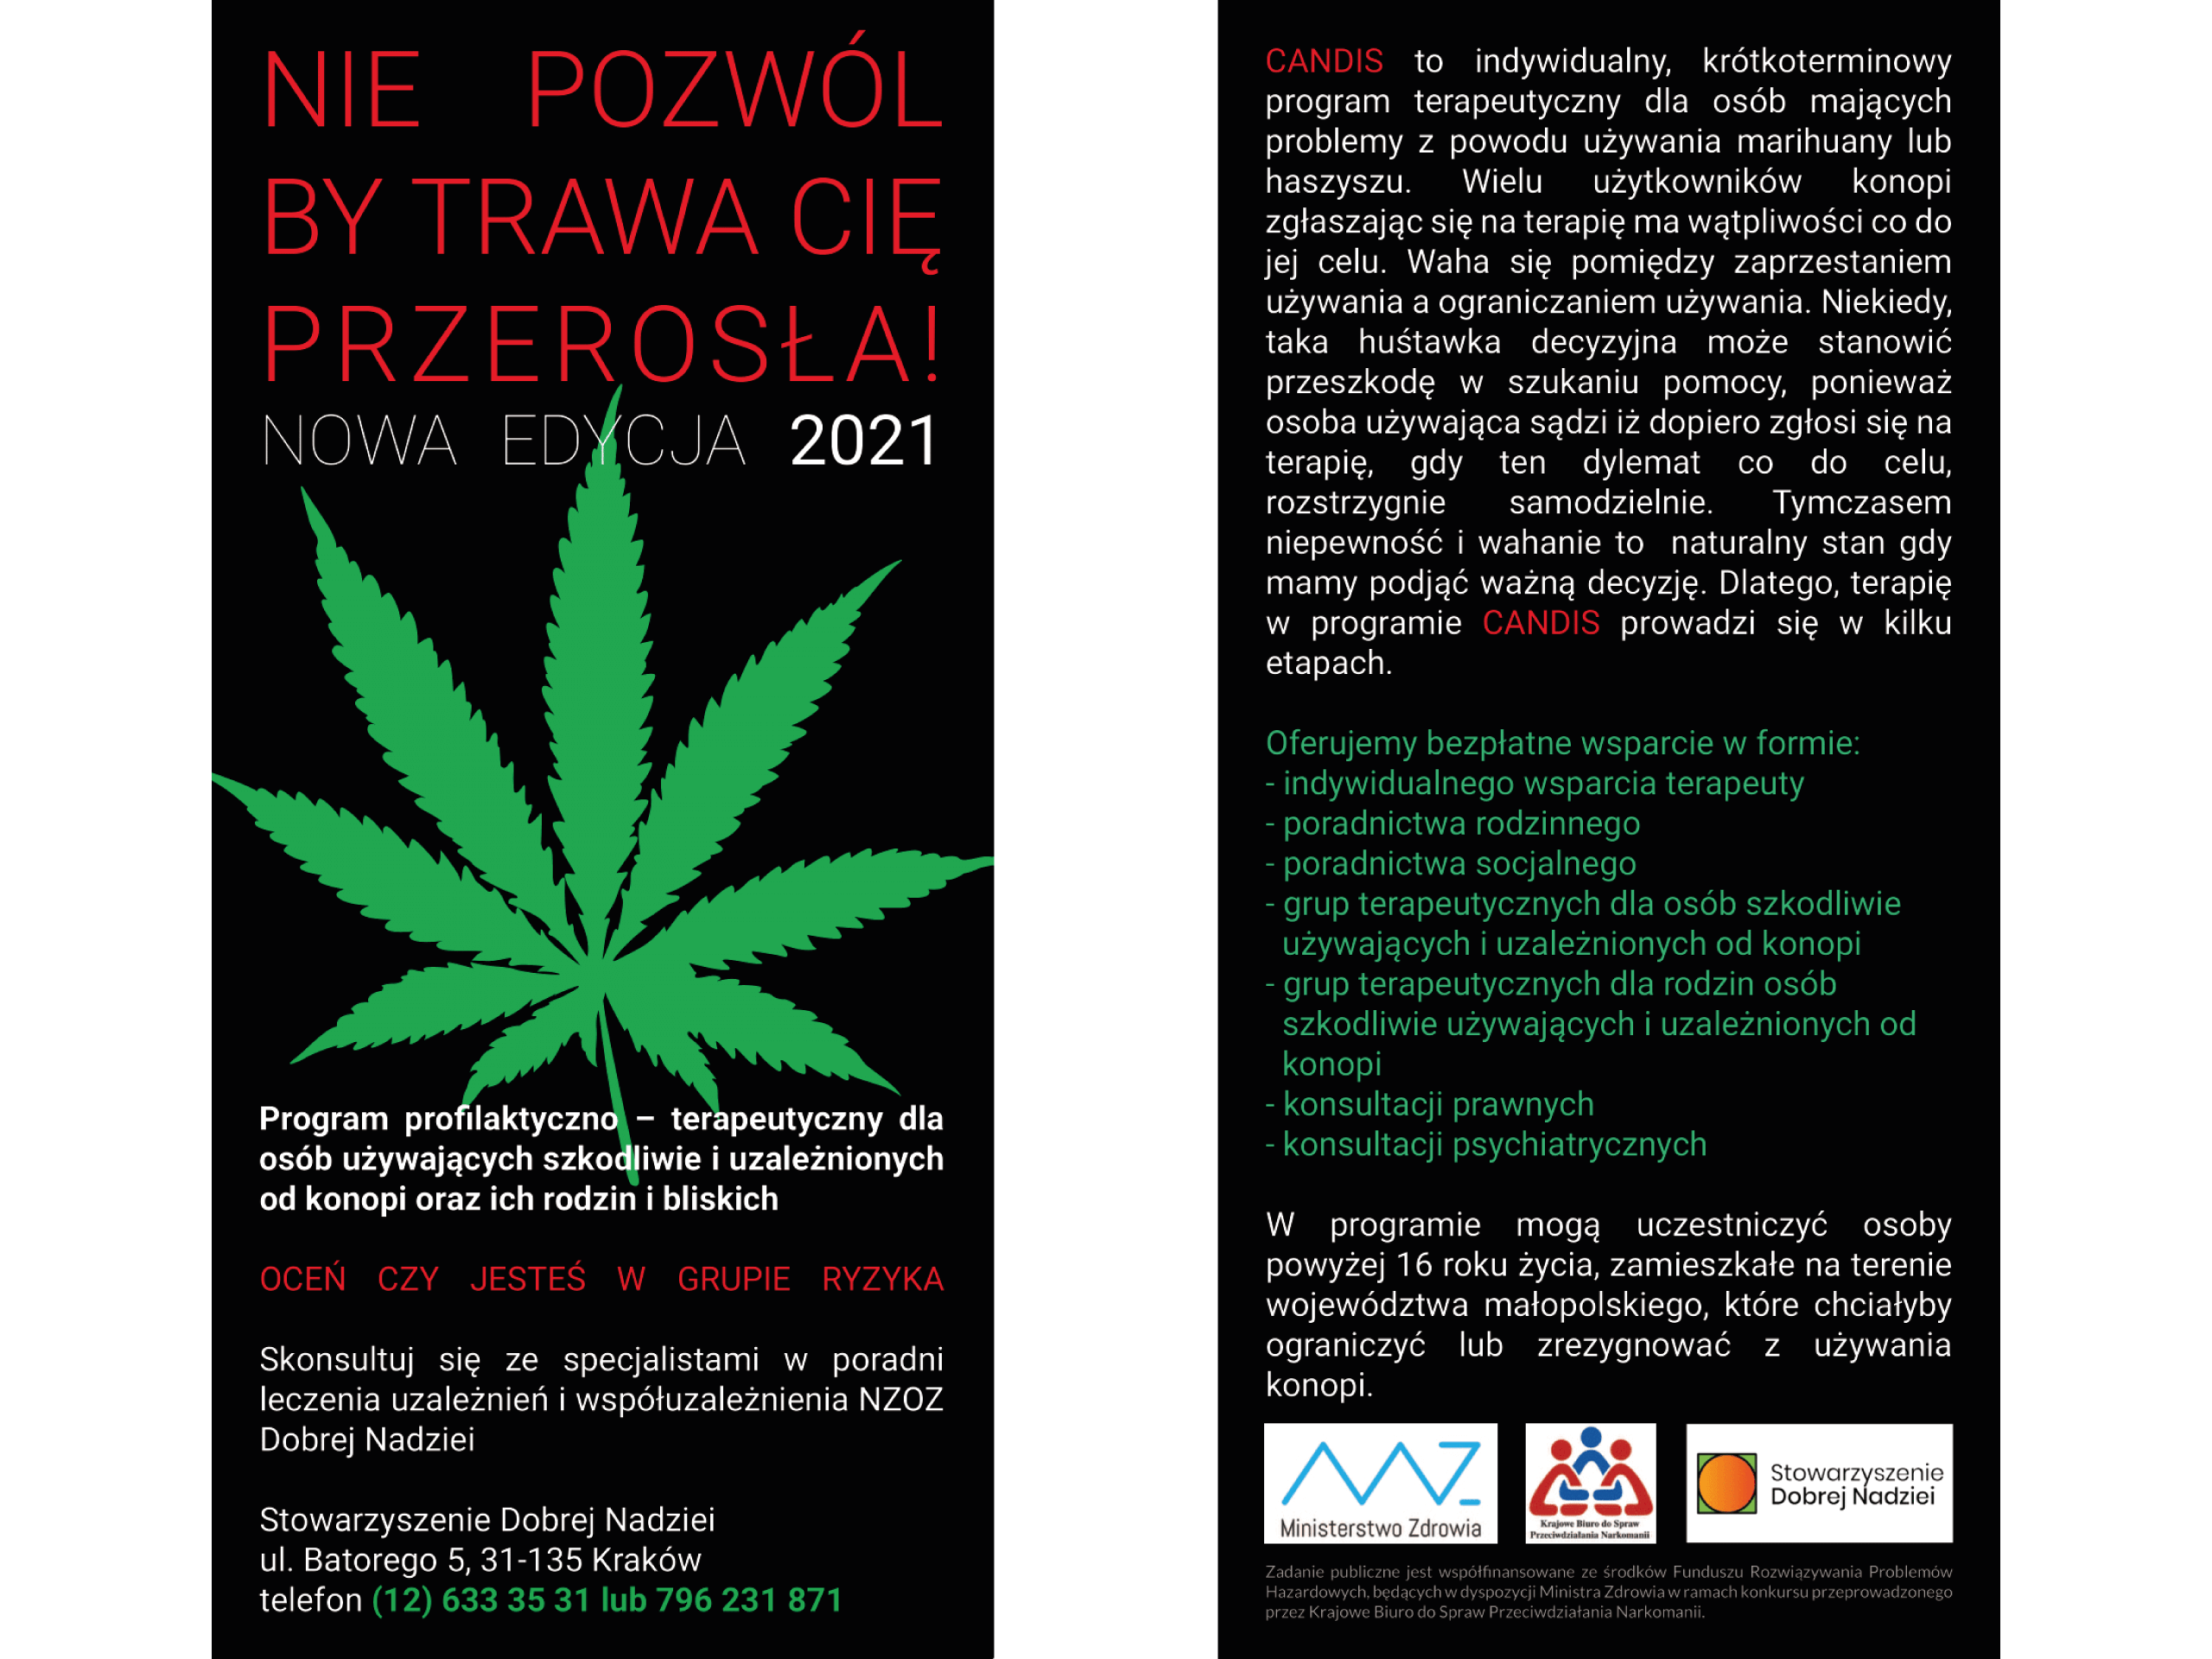 NIE POZWÓL
BY TRAWA CIĘ
PRZEROSŁA!
NOWA EDYCJA 2021
Program profilaktyczno – terapeutyczny dla
osób używających szkodliwie i uzależnionych
od konopi oraz ich rodzin i bliskich
OCEŃ CZY JESTEŚ W GRUPIE RYZYKA
Skonsultuj się ze specjalistami w poradni
leczenia uzależnień i współuzależnienia NZOZ
Dobrej Nadziei
Stowarzyszenie Dobrej Nadziei
ul. Batorego 5, 31-135 Kraków
telefon (12) 633 35 31 lub 796 231 871
CANDIS to indywidualny, krótkoterminowy
program terapeutyczny dla osób mających
problemy z powodu używania marihuany lub
haszyszu. Wielu użytkowników konopi
zgłaszając się na terapię ma wątpliwości co do
jej celu. Waha się pomiędzy zaprzestaniem
używania a ograniczaniem używania. Niekiedy,
taka huśtawka decyzyjna może stanowić
przeszkodę w szukaniu pomocy, ponieważ
osoba używająca sądzi iż dopiero zgłosi się na
terapię, gdy ten dylemat co do celu,
rozstrzygnie samodzielnie. Tymczasem
niepewność i wahanie to naturalny stan gdy
mamy podjąć ważną decyzję. Dlatego, terapię
w programie CANDIS prowadzi się w kilku
etapach.
Oferujemy bezpłatne wsparcie w formie:
- indywidualnego wsparcia terapeuty
- poradnictwa rodzinnego
- poradnictwa socjalnego
- grup terapeutycznych dla osób szkodliwie
używających i uzależnionych od konopi
- grup terapeutycznych dla rodzin osób
szkodliwie używających i uzależnionych od
konopi
- konsultacji prawnych
- konsultacji psychiatrycznych
W programie mogą uczestniczyć osoby
powyżej 16 roku życia, zamieszkałe na terenie
województwa małopolskiego, które chciałyby
ograniczyć lub zrezygnować z używania
konopi.
MZ
Ministerstwo Zdrowia
Krajowe Biuro do Spraw
Przeciwdziałania Narkomanii
Stowarzyszenie
Dobrej Nadziei
Zadanie publiczne jest współfinansowane ze środków Funduszu Rozwiązywania Problemów
Hazardowych, będących w dyspozycji Ministra Zdrowia w ramach konkursu przeprowadzonego
przez Krajowe Biuro do Spraw Przeciwdziałania Narkomanii.